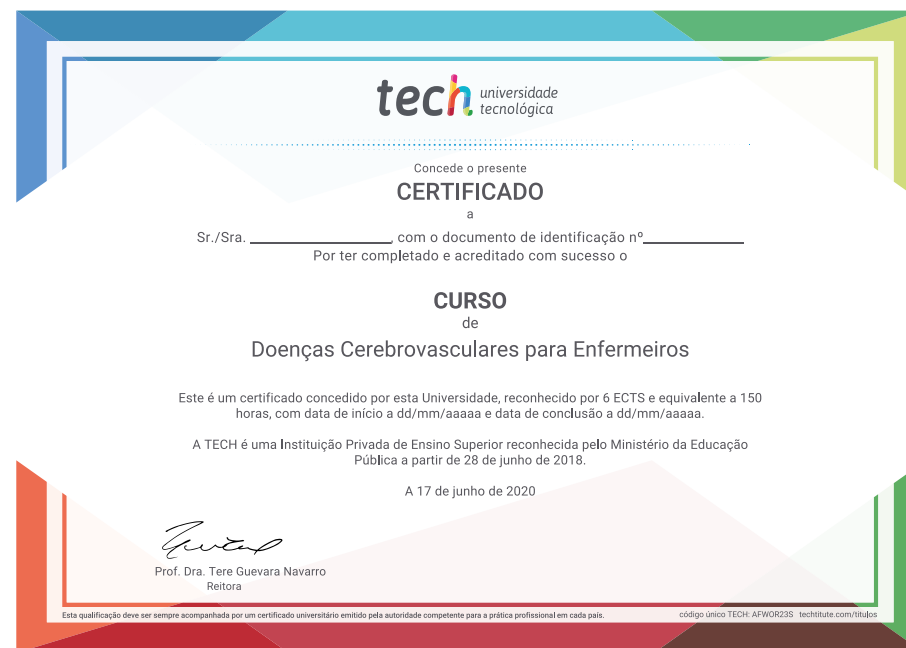 tech universidade
tecnológica
Concede o presente
CERTIFICADO
a
Sr./Sra. ____________________, com o documento de identificação nº______________
Por ter completado e acreditado com sucesso o
CURSO
de
Doenças Cerebrovasculares para Enfermeiros
Este é um certificado concedido por esta Universidade, reconhecido por 6 ECTS e equivalente a 150
horas, com data de início a dd/mm/aaaaa e data de conclusão a dd/mm/aaaaa.
A TECH é uma Instituição Privada de Ensino Superior reconhecida pelo Ministério da Educação
Pública a partir de 28 de junho de 2018.
A 17 de junho de 2020
Prof. Dra. Tere Guevara Navarro
Reitora
Esta qualificação deve ser sempre acompanhada por um certificado universitário emitido pela autoridade competente para a prática profissional em cada país.
código único TECH: AFWOR23S techtitute.com/titulos